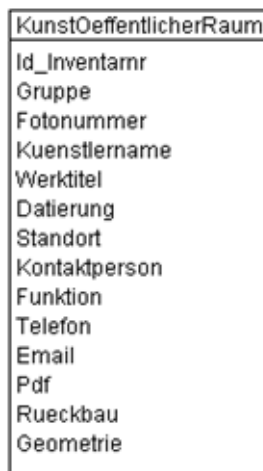 KunstOeffentlicherRaum
Id_Inventarnr
Gruppe
Fotonummer
Kuenstlername
Werktitel
Datierung
Standort
Kontaktperson
Funktion
Telefon
Email
Pdf
Rueckbau
Geometrie